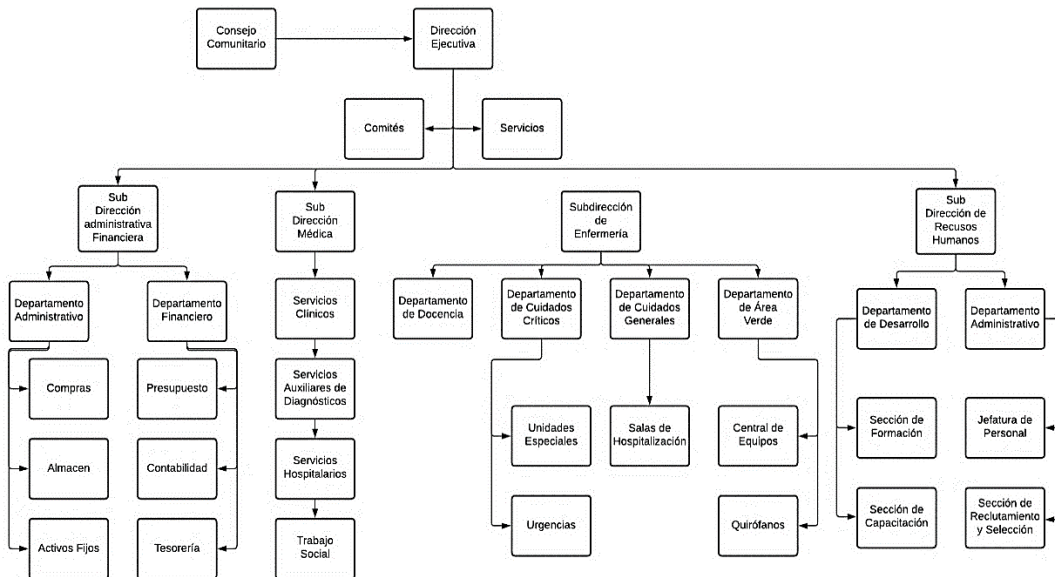 Consejo
Comunitario
Dirección
Ejecutiva
Comités
Servicios
Sub
Dirección
administrativa
Financiera
Sub
Dirección
Médica
Subdirección
de
Enfermería
Sub
Dirección de
Recusos
Humanos
Departamento
Administrativo
Departamento
Financiero
Servicios
Clínicos
Departamento
de Docencia
Departamento
de Cuidados
Críticos
Departamento
de Cuidados
Generales
Departamento
de Área
Verde
Departamento
de Desarrollo
Departamento
Administrativo
Compras
Presupuesto
Servicios
Auxiliares de
Diagnósticos
Unidades
Especiales
Salas de
Hospitalización
Central de
Equipos
Sección de
Formación
Jefatura de
Personal
Almacen
Contabilidad
Servicios
Hospitalarios
Urgencias
Quirófanos
Sección de
Capacitación
Sección de
Reclutamiento
y Selección
Activos Fijos
Tesorería
Trabajo
Social